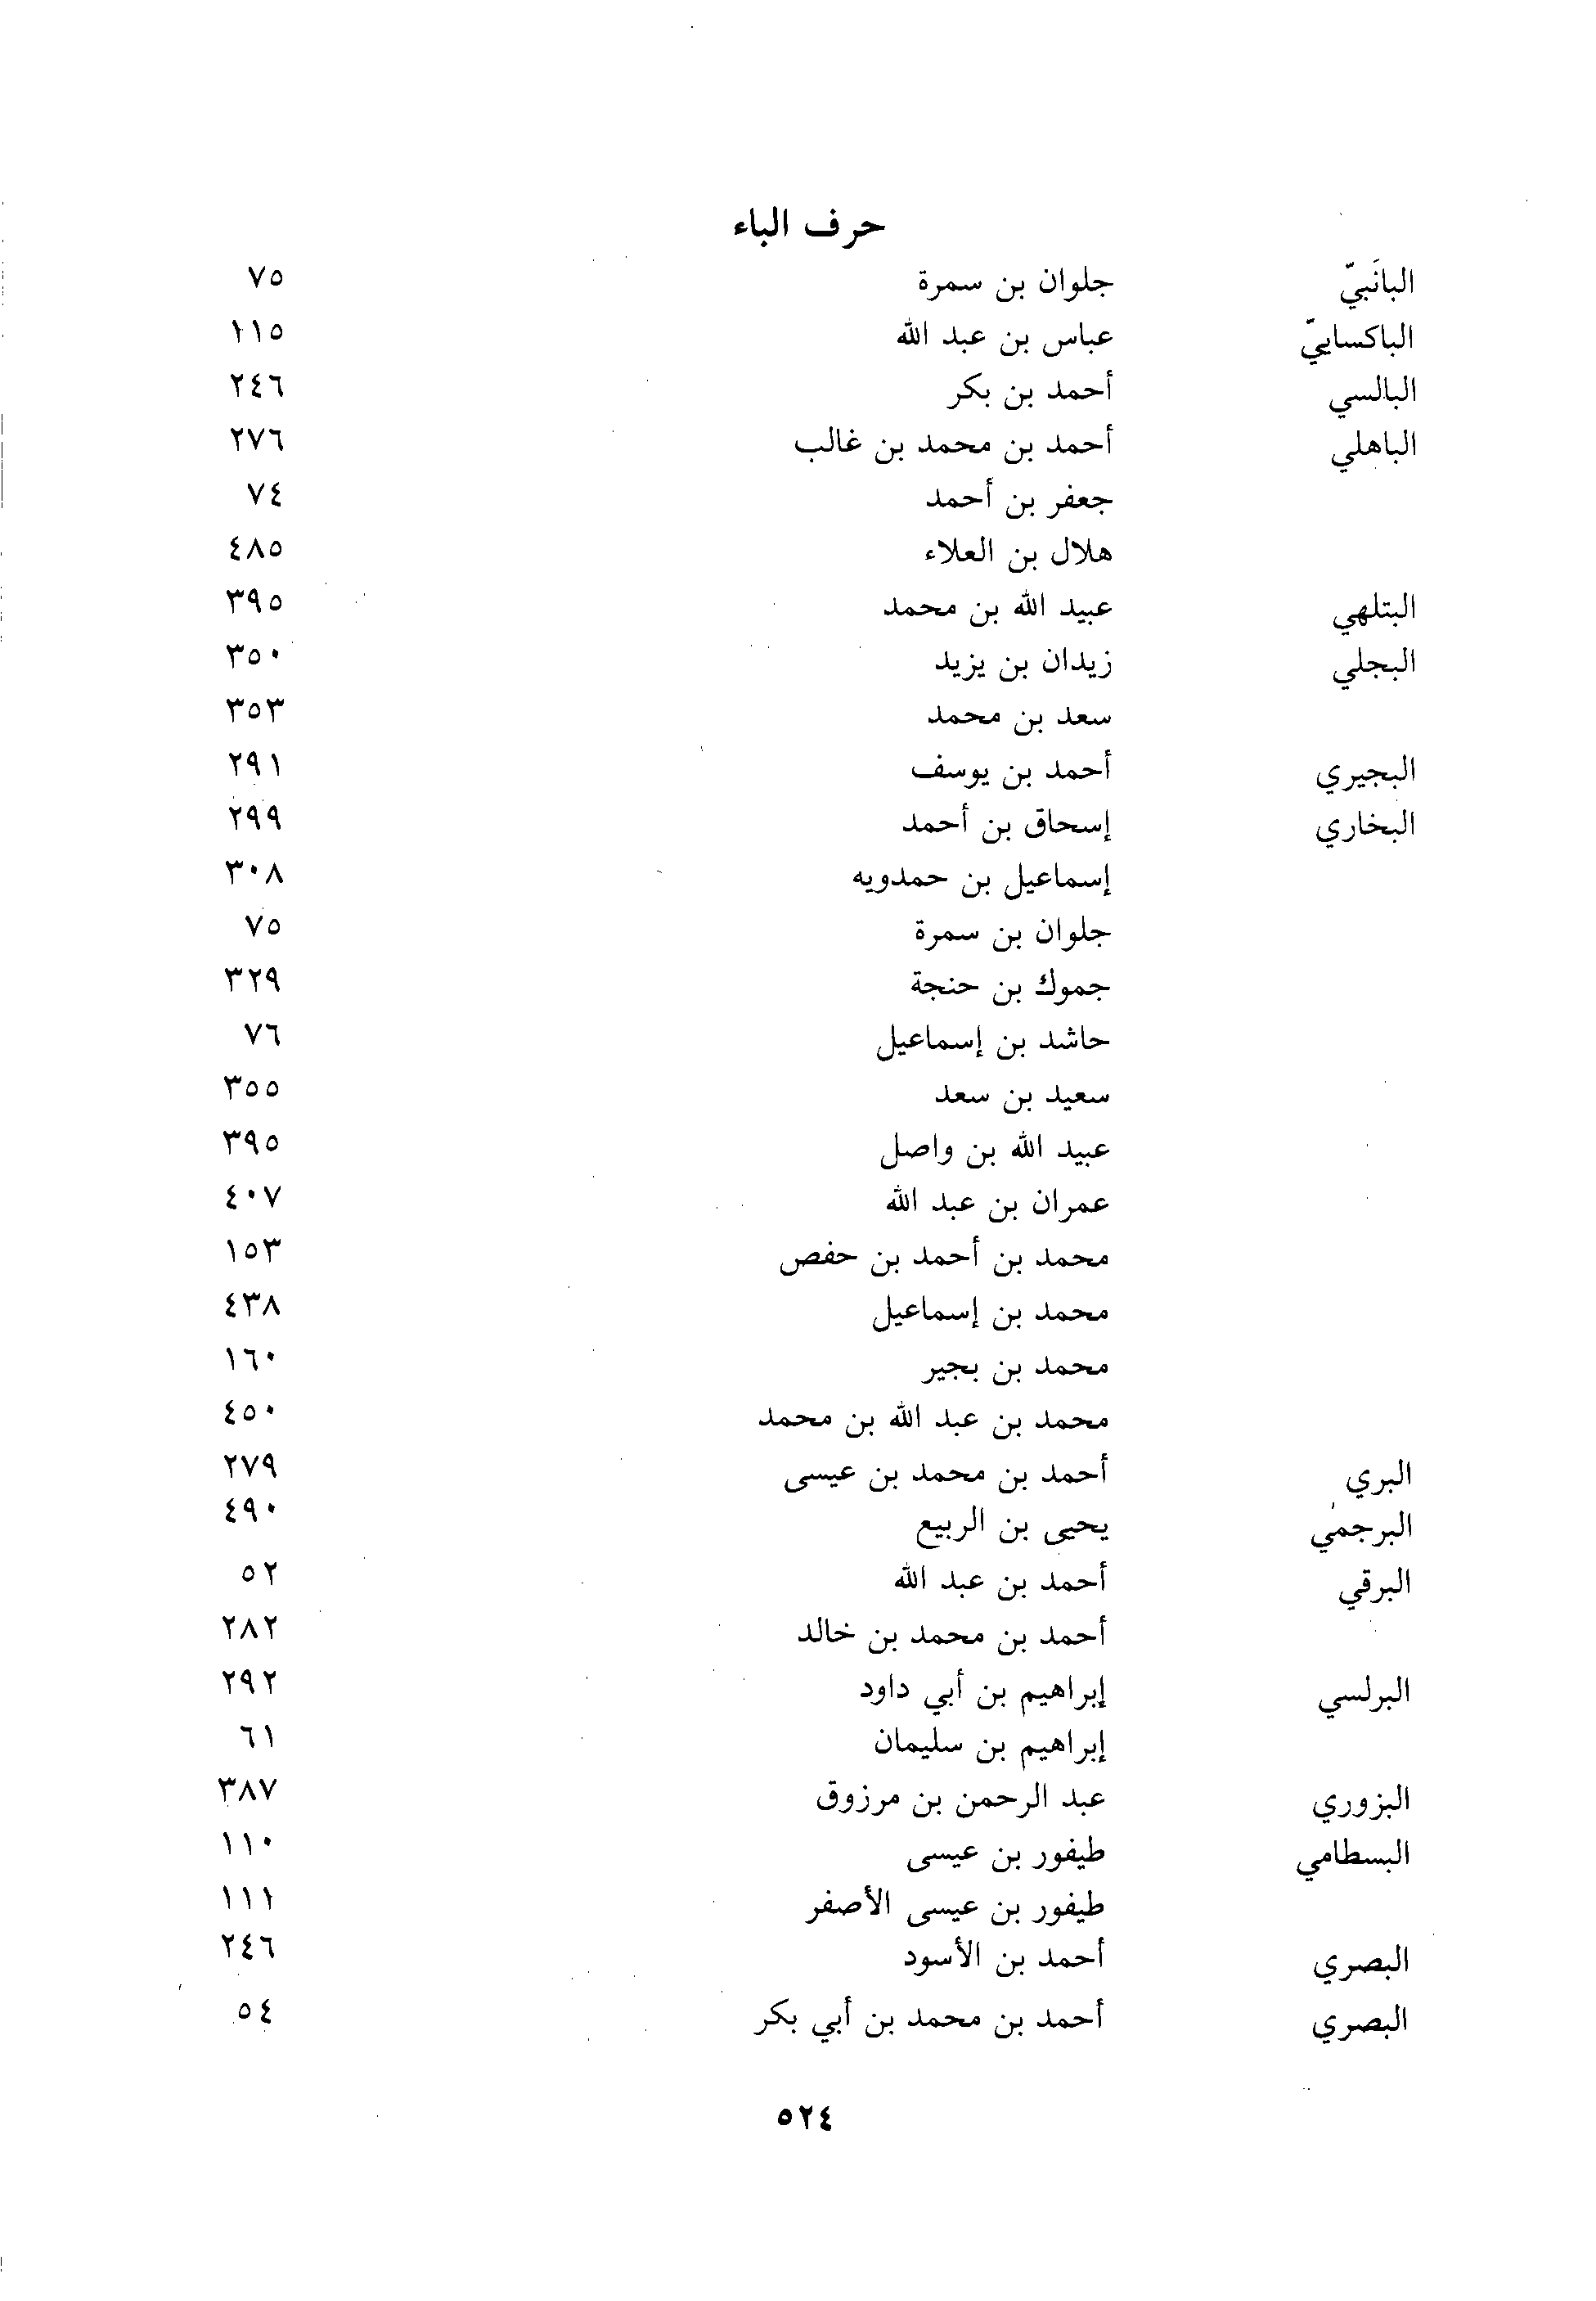 حرف الباء
البانَبيّ جلوان بن سمرة ٧٥
الباكساييّ عباس بن عبد الله ١١٥
البالسي أحمد بن بكر ٢٤٦
الباهلي أحمد بن محمد بن غالب ٢٧٦
جعفر بن أحمد ٧٤
هلال بن العلاء ٤٨٥
البتلهي عبيد الله بن محمد ٣٩٥
البجلي زيدان بن يزيد ٣٥٠
سعد بن محمد ٣٥٣
البجيري أحمد بن يوسف ٢٩١
البخاري إسحاق بن أحمد ٢٩٩
إسماعيل بن حمدويه ٣٠٨
جلوان بن سمرة ٧٥
جموك بن حنجة ٣٢٩
حاشد بن إسماعيل ٧٦
سعيد بن سعد ٣٥٥
عبيد الله بن واصل ٣٩٥
عمران بن عبد الله ٤٠٧
محمد بن أحمد بن حفص ١٥٣
محمد بن إسماعيل ٤٣٨
محمد بن بجير ١٦٠
محمد بن عبد الله بن محمد ٤٥٠
البري أحمد بن محمد بن عيسى ٢٧٩
البرجمي يحيى بن الربيع ٤٩٠
البرقي أحمد بن عبد الله ٥٢
أحمد بن محمد بن خالد ٢٨٢
البرلسي إبراهيم بن أبي داود ٢٩٢
إبراهيم بن سليمان ٦١
البزوري عبد الرحمن بن مرزوق ٣٨٧
البسطامي طيفور بن عيسى ١١٠
طيفور بن عيسى الأصفر ١١١
البصري أحمد بن الأسود ٢٤٦
البصري أحمد بن محمد بن أبي بكر ٥٤
٥٢٤